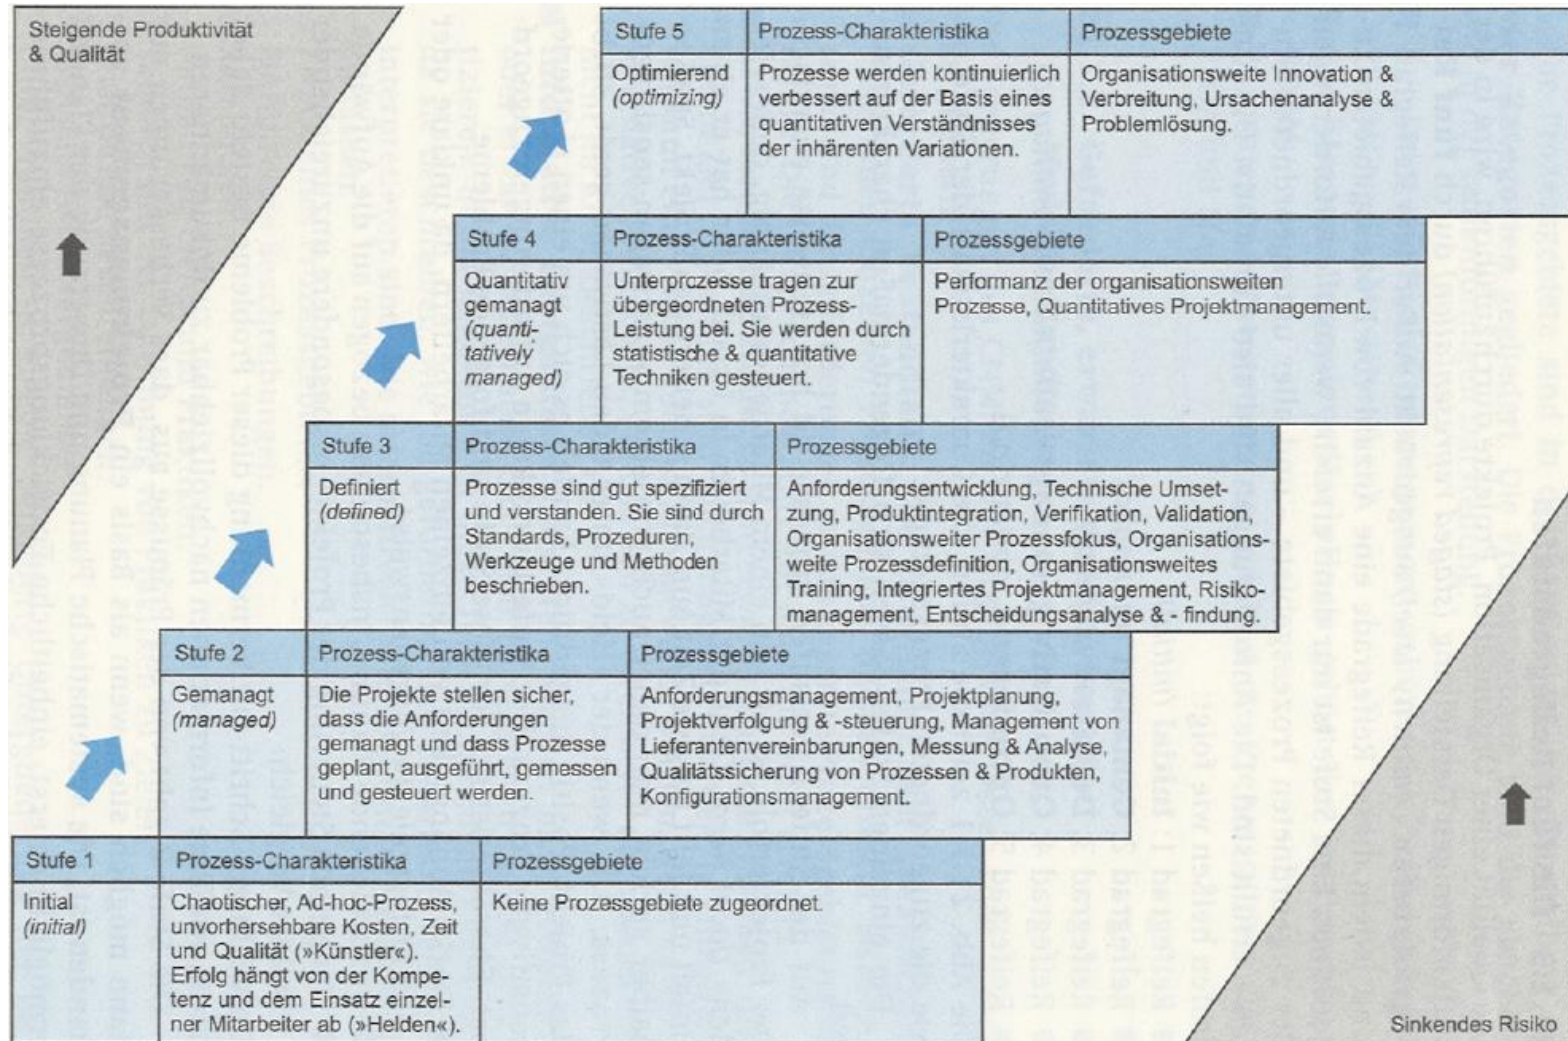 Steigende Produktivität
& Qualität
Stufe 5
Prozess-Charakteristika
Prozessgebiete
Optimierend
(optimizing)
Prozesse werden kontinuierlich
verbessert auf der Basis eines
quantitativen Verständnisses
der inhärenten Variationen.
Organisationsweite Innovation &
Verbreitung, Ursachenanalyse &
Problemlösung.
Stufe 4
Prozess-Charakteristika
Prozessgebiete
Quantitativ
gemanagt
(quanti-
tatively
managed)
Unterprozesse tragen zur
übergeordneten Prozess-
Leistung bei. Sie werden durch
statistische & quantitative
Techniken gesteuert.
Performanz der organisationsweiten
Prozesse, Quantitatives Projektmanagement.
Stufe 3
Prozess-Charakteristika
Prozessgebiete
Definiert
(defined)
Prozesse sind gut spezifiziert
und verstanden. Sie sind durch
Standards, Prozeduren,
Werkzeuge und Methoden
beschrieben.
Anforderungsentwicklung, Technische Umset-
zung, Produktintegration, Verifikation, Validation,
Organisationsweiter Prozessfokus, Organisations-
weite Prozessdefinition, Organisationsweites
Training, Integriertes Projektmanagement, Risiko-
management, Entscheidungsanalyse & - findung.
Stufe 2
Prozess-Charakteristika
Prozessgebiete
Gemanagt
(managed)
Die Projekte stellen sicher,
dass die Anforderungen
gemanagt und dass Prozesse
geplant, ausgeführt, gemessen
und gesteuert werden.
Anforderungsmanagement, Projektplanung,
Projektverfolgung & -steuerung, Management von
Lieferantenvereinbarungen, Messung & Analyse,
Qualitätssicherung von Prozessen & Produkten,
Konfigurationsmanagement.
Stufe 1
Prozess-Charakteristika
Prozessgebiete
Initial
(initial)
Chaotischer, Ad-hoc-Prozess,
unvorhersehbare Kosten, Zeit
und Qualität (»Künstler«).
Erfolg hängt von der Kompe-
tenz und dem Einsatz einzel-
ner Mitarbeiter ab (»Helden«).
Keine Prozessgebiete zugeordnet.
Sinkendes Risiko